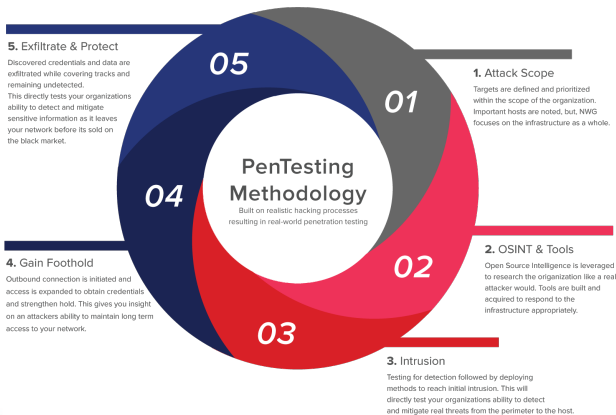 PenTesting
Methodology
Built on realistic hacking processes
resulting in real-world penetration testing
01
1. Attack Scope
Targets are defined and prioritized
within the scope of the organization.
Important hosts are noted, but, NWG
focuses on the infrastructure as a whole.
02
2. OSINT & Tools
Open Source Intelligence is leveraged
to research the organization like a real
attacker would. Tools are built and
acquired to respond to the
infrastructure appropriately.
03
3. Intrusion
Testing for detection followed by deploying
methods to reach initial intrusion. This will
directly test your organizations ability to detect
and mitigate real threats from the perimeter to the host.
04
4. Gain Foothold
Outbound connection is initiated and
access is expanded to obtain credentials
and strengthen hold. This gives you insight
on an attackers ability to maintain long term
access to your network.
05
5. Exfiltrate & Protect
Discovered credentials and data are
exfiltrated while covering tracks and
remaining undetected.
This directly tests your organizations
ability to detect and mitigate
sensitive information as it leaves
your network before its sold on
the black market.